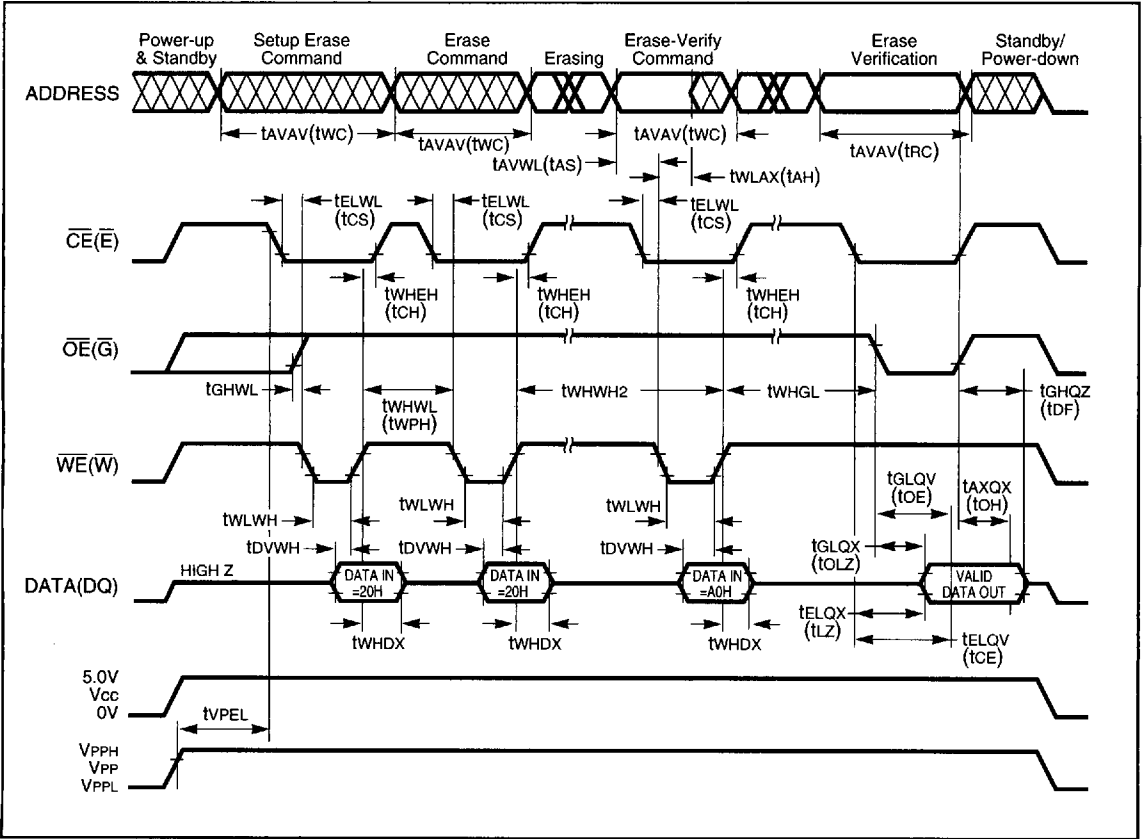 Power-up
& Standby
Setup Erase
Command
Erase
Command
Erasing
Erase-Verify
Command
Erase
Verification
Standby/
Power-down
ADDRESS
tAVAV(tWC)
tAVAV(tWC)
tAVAV(tWC)
tAVAV(tRC)
tAVWL(tAS)
tWLAX(tAH)
tELWL
(tCS)
tELWL
(tCS)
tELWL
(tCS)
CE(E)
tWHEH
(tCH)
tWHEH
(tCH)
tWHEH
(tCH)
OE(G)
tGHWL
tWHWL
(tWPH)
tWHWH2
tWHGL
tGHQZ
(tDF)
WE(W)
tWLWH
tWLWH
tWLWH
tGLQV
(tOE)
tAXQX
(tOH)
tDVWH
tDVWH
tDVWH
tGLQX
(tOLZ)
DATA(DQ)
HIGH Z
DATA IN
=20H
DATA IN
=20H
DATA IN
=A0H
VALID
DATA OUT
tWHDX
tWHDX
tWHDX
tELQX
(tLZ)
tELQV
(tCE)
5.0V
VCC
0V
tVPEL
VPPH
VPP
VPPL